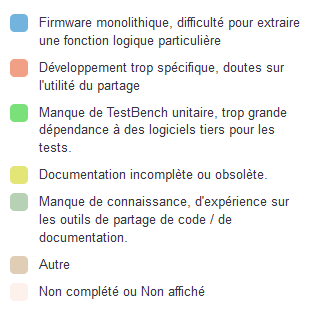 Firmware monolithique, difficulté pour extraire
une fonction logique particulière
Développement trop spécifique, doutes sur
l'utilité du partage
Manque de TestBench unitaire, trop grande
dépendance à des logiciels tiers pour les
tests.
Documentation incomplète ou obsolète.
Manque de connaissance, d'expérience sur
les outils de partage de code / de
documentation.
Autre
Non complété ou Non affiché